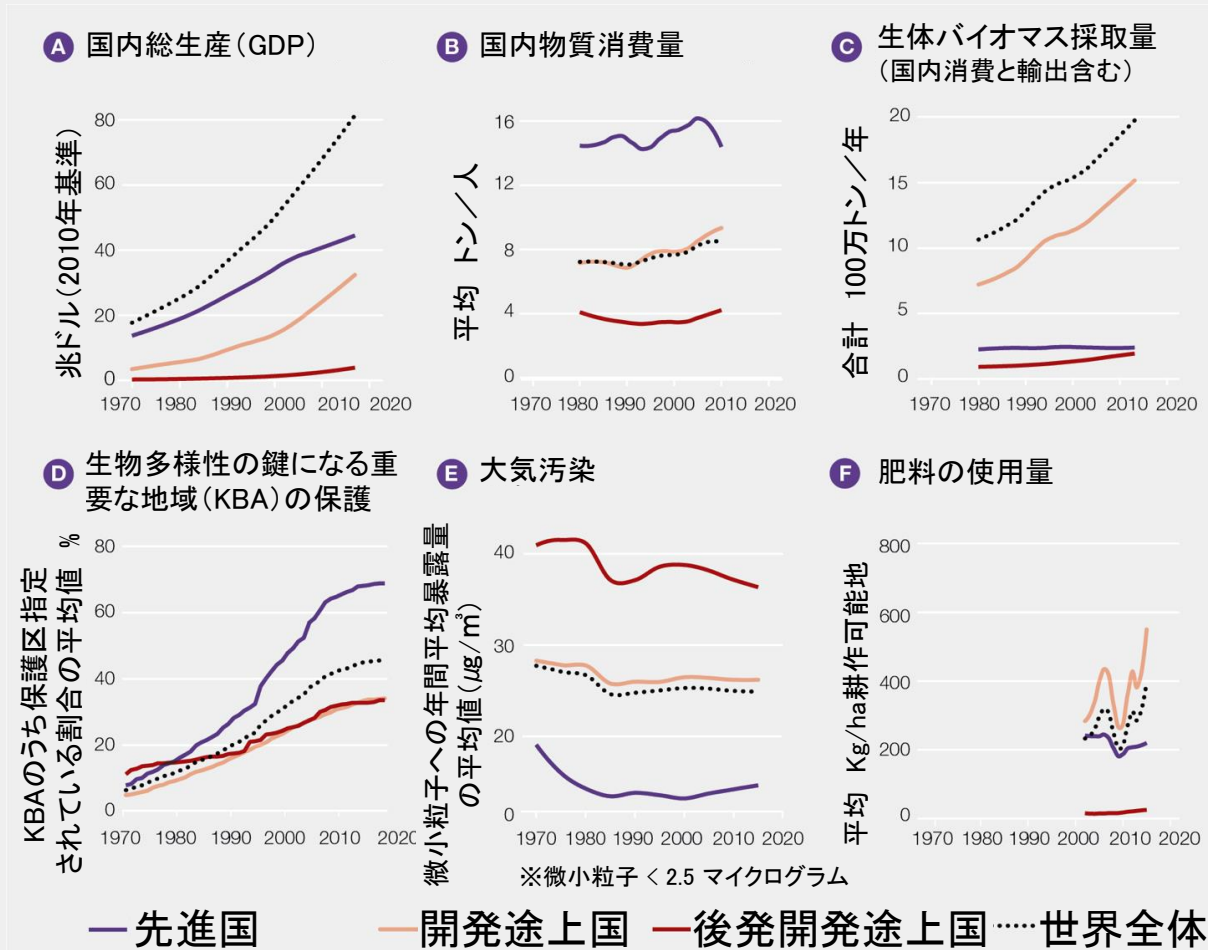 A 国内総生産（GDP）
兆ドル（2010年基準）
80
60
40
20
0
1970 1980 1990 2000 2010 2020
B 国内物質消費量
平均 トン／人
16
12
8
4
0
1970 1980 1990 2000 2010 2020
C 生体バイオマス採取量
（国内消費と輸出含む）
合計 100万トン／年
20
15
10
5
0
1970 1980 1990 2000 2010 2020
D 生物多様性の鍵になる重
要な地域（KBA）の保護
KBAのうち保護区指定
されている割合の平均値 %
80
60
40
20
0
1970 1980 1990 2000 2010 2020
E 大気汚染
微小粒子への年間平均暴露量
の平均値（μg/㎥）
40
30
20
0
1970 1980 1990 2000 2010 2020
※微小粒子 < 2.5 マイクログラム
F 肥料の使用量
平均 Kg/ha耕作可能地
800
600
400
200
0
1970 1980 1990 2000 2010 2020
先進国 開発途上国 後発開発途上国 世界全体